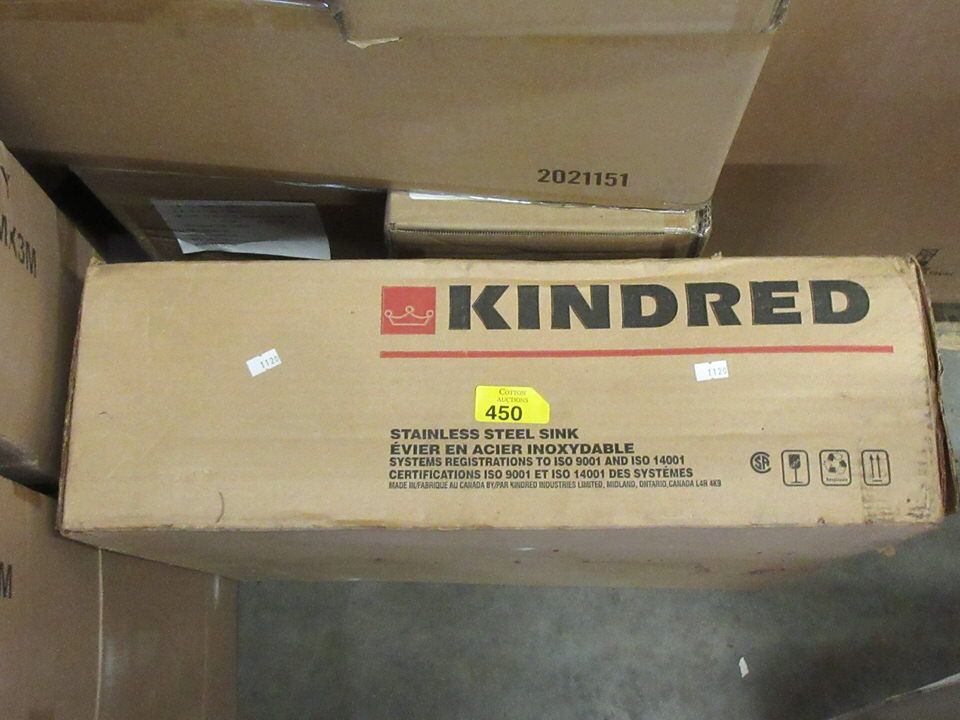 2021151
Y
M
KINDRED
1120
1120
COTTON
AUCTIONS
450
STAINLESS STEEL SINK
ÉVIER EN ACIER INOXYDABLE
SYSTEMS REGISTRATIONS TO ISO 9001 AND ISO 14001
CERTIFICATIONS ISO 9001 ET ISO 14001 DES SYSTÉMES
MADE IN/FABRIQUE AU CANADA BY/PAR KINDRED INDUSTRIES LIMITED, MIDLAND, ONTARIO, CANADA L4R 4K9